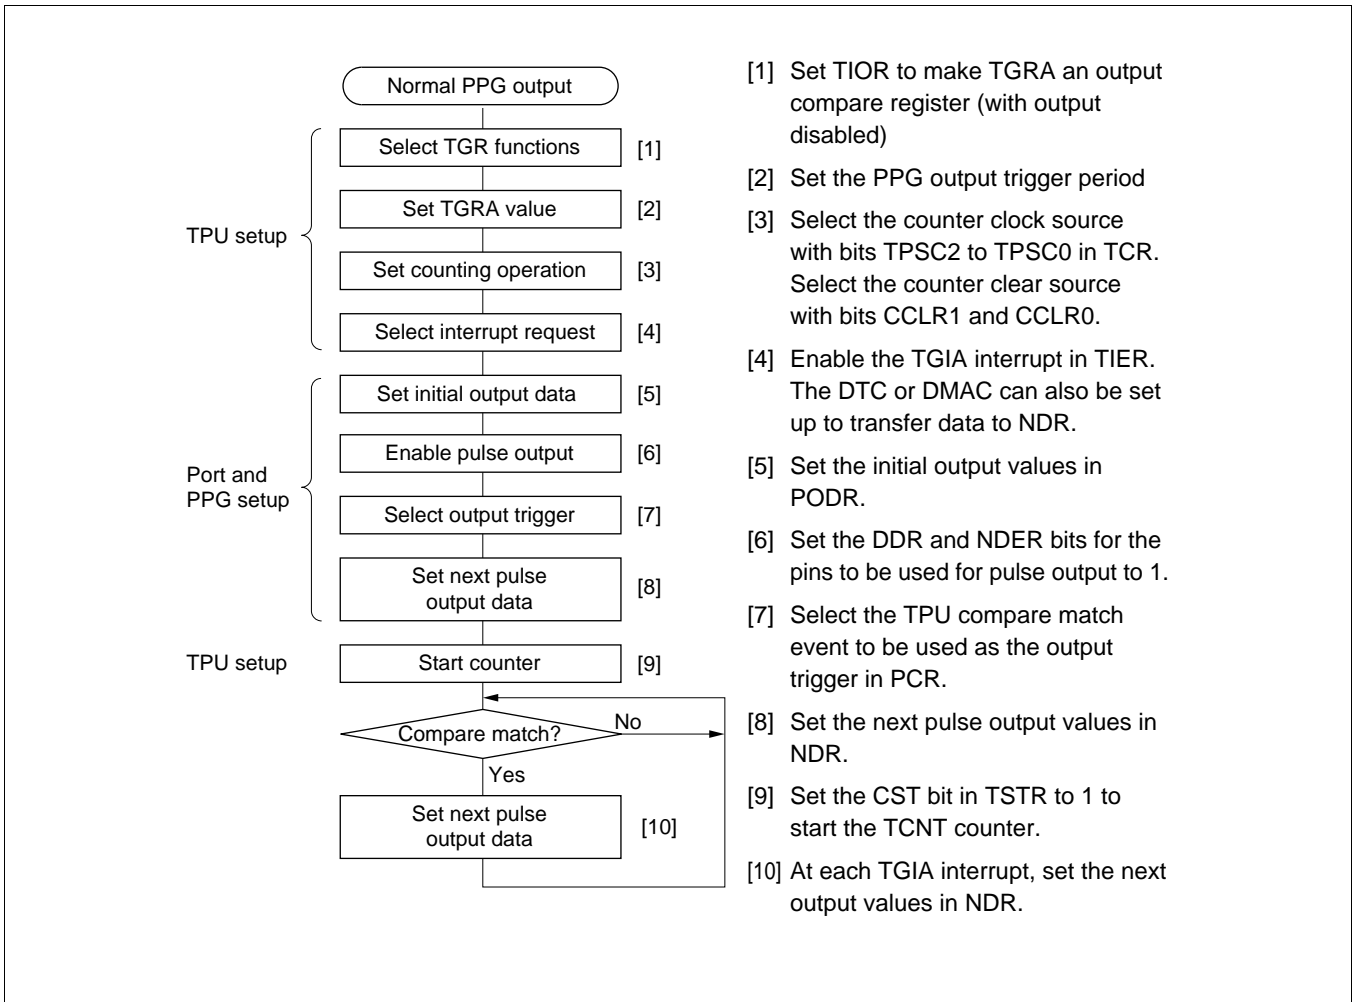 Normal PPG output
TPU setup
Select TGR functions [1]
Set TGRA value [2]
Set counting operation [3]
Select interrupt request [4]
Port and
PPG setup
Set initial output data [5]
Enable pulse output [6]
Select output trigger [7]
Set next pulse
output data [8]
TPU setup
Start counter [9]
Compare match?
No
Yes
Set next pulse
output data [10]
[1] Set TIOR to make TGRA an output
compare register (with output
disabled)
[2] Set the PPG output trigger period
[3] Select the counter clock source
with bits TPSC2 to TPSC0 in TCR.
Select the counter clear source
with bits CCLR1 and CCLR0.
[4] Enable the TGIA interrupt in TIER.
The DTC or DMAC can also be set
up to transfer data to NDR.
[5] Set the initial output values in
PODR.
[6] Set the DDR and NDER bits for the
pins to be used for pulse output to 1.
[7] Select the TPU compare match
event to be used as the output
trigger in PCR.
[8] Set the next pulse output values in
NDR.
[9] Set the CST bit in TSTR to 1 to
start the TCNT counter.
[10] At each TGIA interrupt, set the next
output values in NDR.